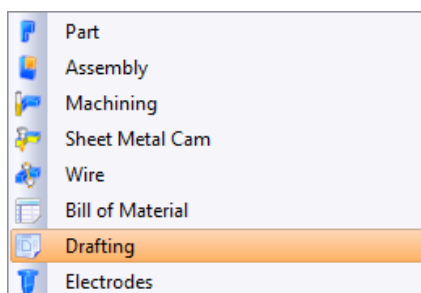 Part
Assembly
Machining
Sheet Metal Cam
Wire
Bill of Material
Drafting
Electrodes